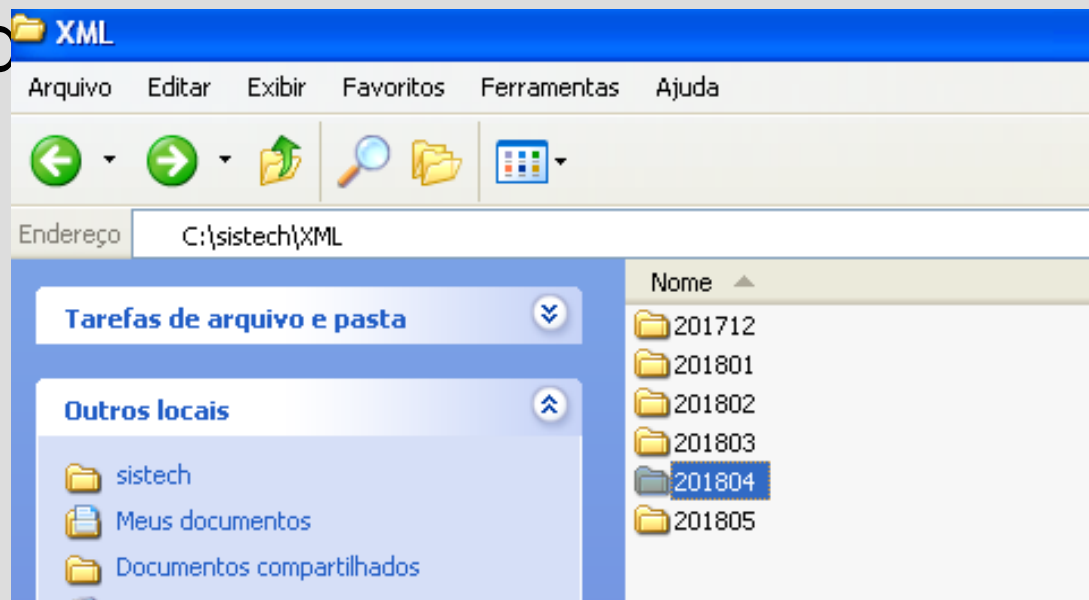 XML
Arquivo Editar Exibir Favoritos Ferramentas Ajuda
Endereço C:\sistech\XML
Nome
Tarefas de arquivo e pasta
Outros locais
sistech
Meus documentos
Documentos compartilhados
201712
201801
201802
201803
201804
201805